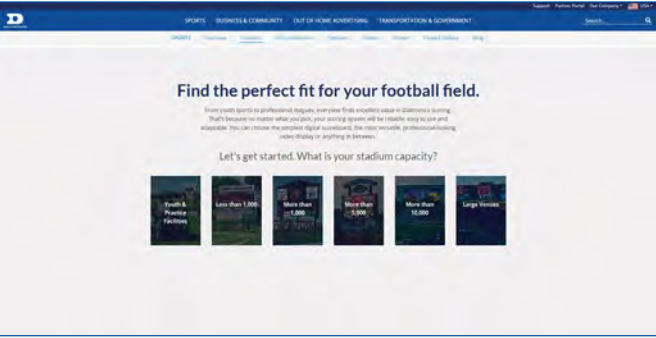 Support Partner Portal Our Company USA
SPORTS BUSINESS & COMMUNITY OUT OF HOME ADVERTISING TRANSPORTATION & GOVERNMENT Search
SPORTS Blog
Find the perfect fit for your football field.
From youth sports to professional leagues, everyone finds excellent value in Daktronics scoring.
That's because no matter what you pick, your scoring system will be reliable, easy to use and
adaptable. You can choose the simplest digital scoreboard, the most versatile, professional-looking
video display or anything in between.
Let's get started. What is your stadium capacity?
Youth &
Practice
Facilities
Less than 1,000
More than
1,000
More than
5,000
More than
10,000
Large Venues